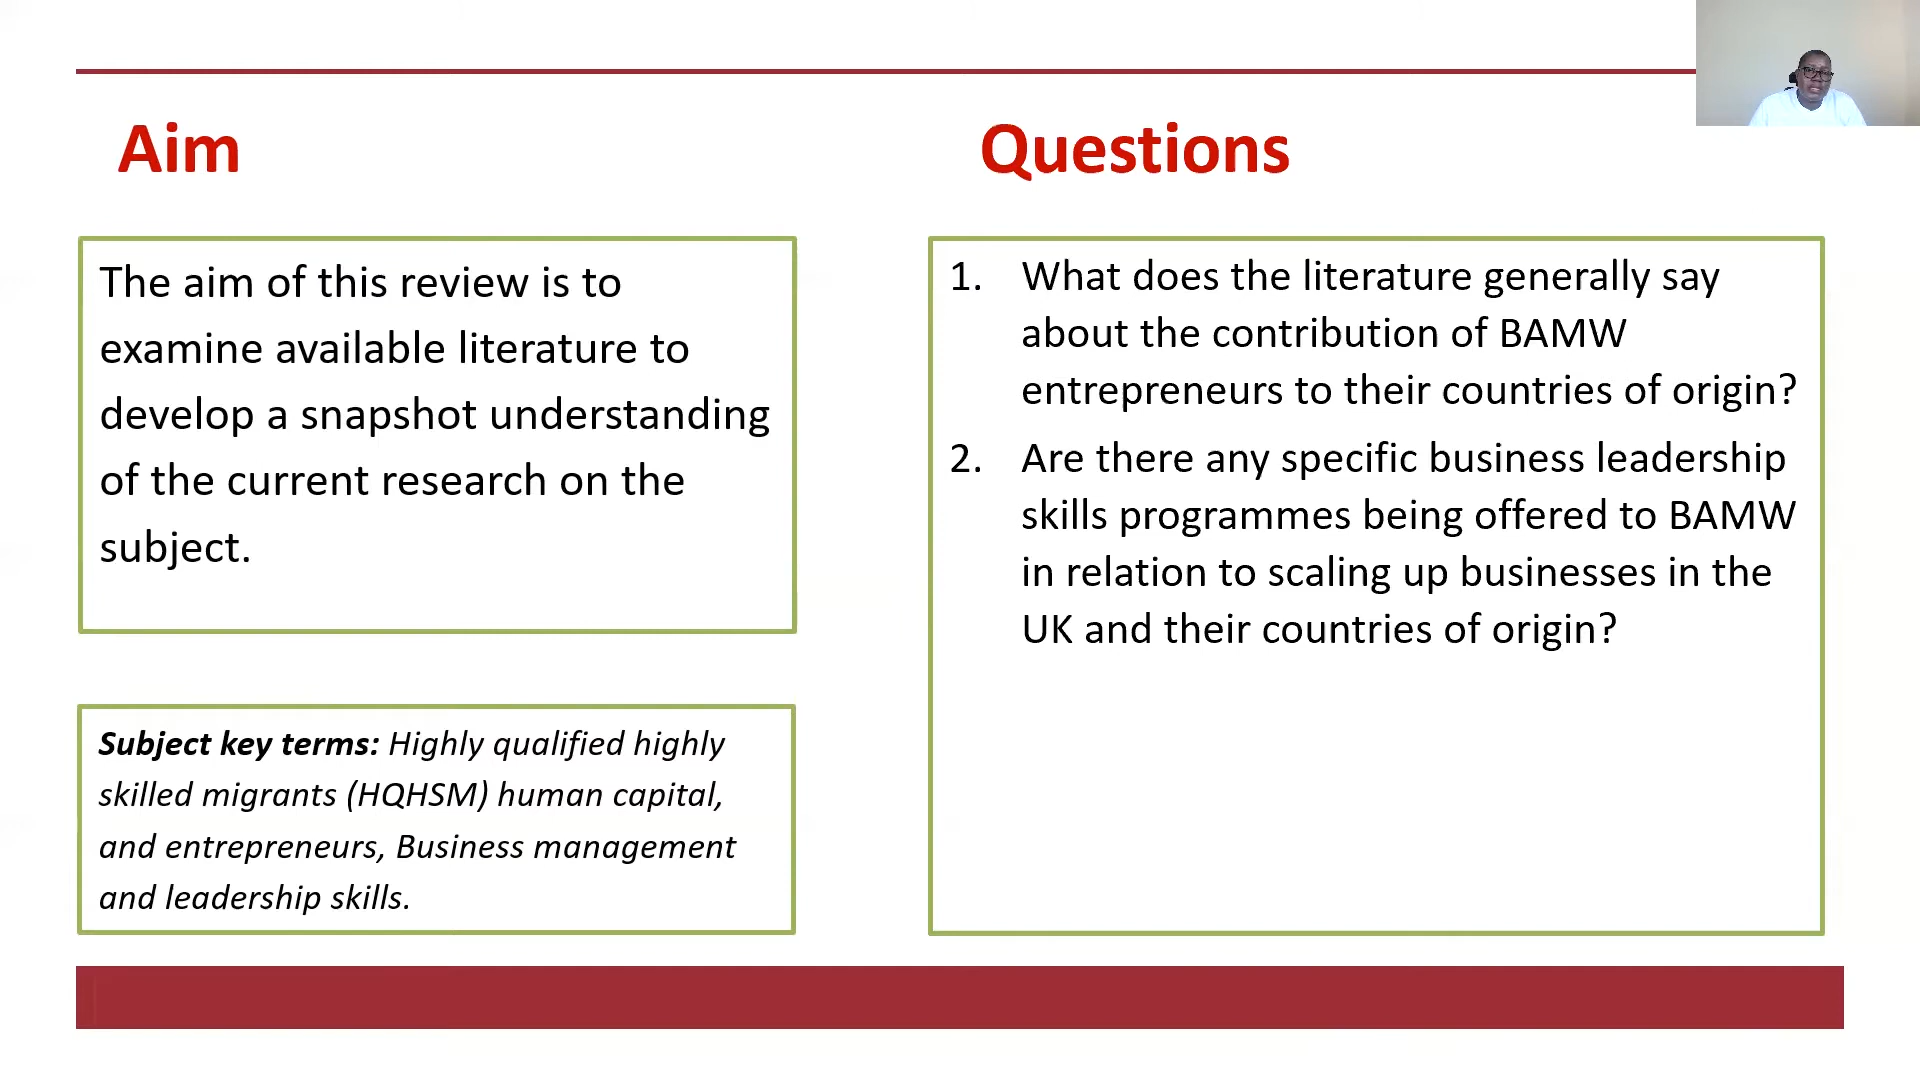 Aim
The aim of this review is to
examine available literature to
develop a snapshot understanding
of the current research on the
subject.
Subject key terms: Highly qualified highly
skilled migrants (HQHSM) human capital,
and entrepreneurs, Business management
and leadership skills.
Questions
1. What does the literature generally say
about the contribution of BAMW
entrepreneurs to their countries of origin?
2. Are there any specific business leadership
skills programmes being offered to BAMW
in relation to scaling up businesses in the
UK and their countries of origin?